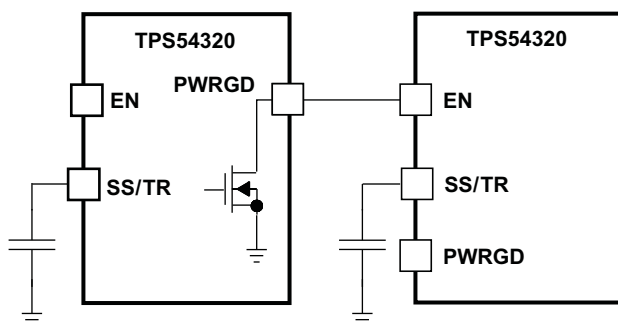 TPS54320
PWRGD
EN
SS/TR
TPS54320
EN
SS/TR
PWRGD